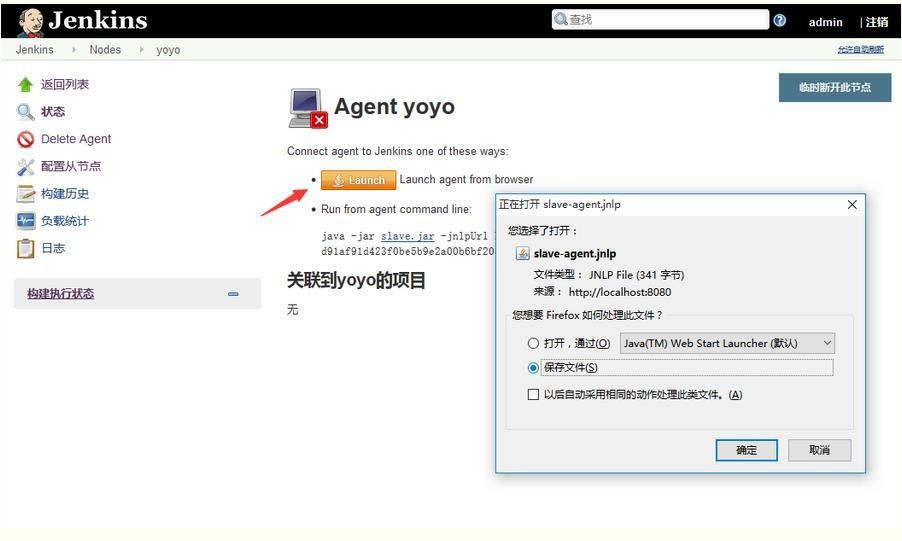 Jenkins
查找
admin
| 注销
Jenkins Nodes yoyo
允许自动刷新
返回列表
状态
Delete Agent
配置从节点
构建历史
负载统计
日志
构建执行状态
临时断开此节点
Agent yoyo
Connect agent to Jenkins one of these ways:
Launch Launch agent from browser
Run from agent command line:
java -jar slave.jar -jnlpUrl
d91af91d423f0be5b9e2a00b6bf20
关联到yoyo的项目
无
正在打开 slave-agent.jnlp
您选择了打开：
slave-agent.jnlp
文件类型： JNLP File (341 字节)
来源： http://localhost:8080
您想要 Firefox 如何处理此文件？
打开，通过(O) Java(TM) Web Start Launcher (默认)
保存文件(S)
以后自动采用相同的动作处理此类文件。(A)
确定 取消